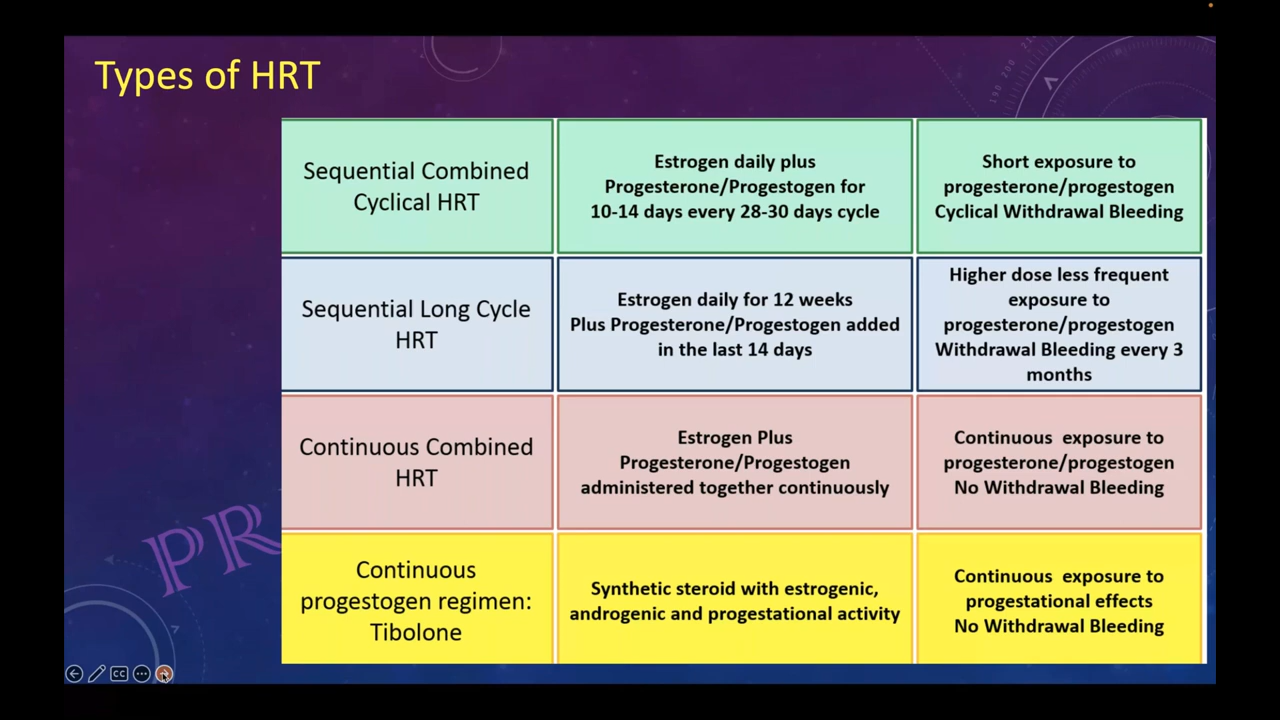 Types of HRT
Sequential Combined
Cyclical HRT
Estrogen daily plus
Progesterone/Progestogen for
10-14 days every 28-30 days cycle
Short exposure to
progesterone/progestogen
Cyclical Withdrawal Bleeding
Sequential Long Cycle
HRT
Estrogen daily for 12 weeks
Plus Progesterone/Progestogen added
in the last 14 days
Higher dose less frequent
exposure to
progesterone/progestogen
Withdrawal Bleeding every 3
months
Continuous Combined
HRT
Estrogen Plus
Progesterone/Progestogen
administered together continuously
Continuous exposure to
progesterone/progestogen
No Withdrawal Bleeding
Continuous
progestogen regimen:
Tibolone
Synthetic steroid with estrogenic,
androgenic and progestational activity
Continuous exposure to
progestational effects
No Withdrawal Bleeding
PR
190 200
CC